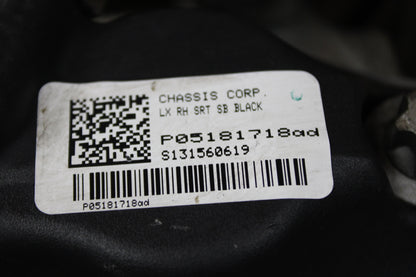 CHASSIS CORP.
LX RH SRT SB BLACK
P05181718ad
S131560619
P05181718ad